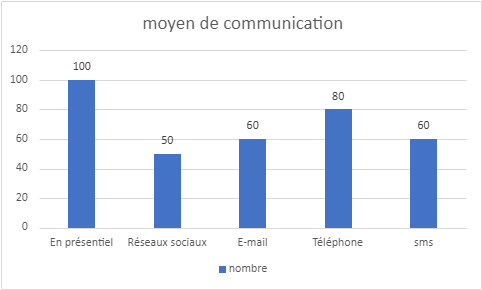 moyen de communication
120
100
80
60
40
20
0
100
50
60
80
60
En présentiel
Réseaux sociaux
E-mail
Téléphone
sms
nombre